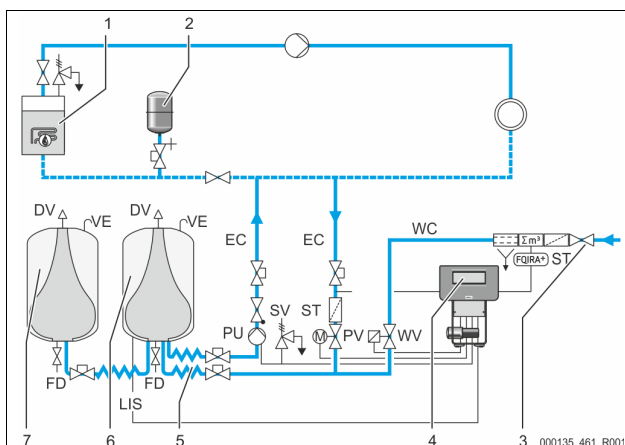 1
2
DV
VE
DV
VE
EC
EC
WC
Σm³
FQIRA+
ST
SV
ST
PU
M
PV
WV
FD
FD
LIS
7
6
5
4
3
000135_461_R001